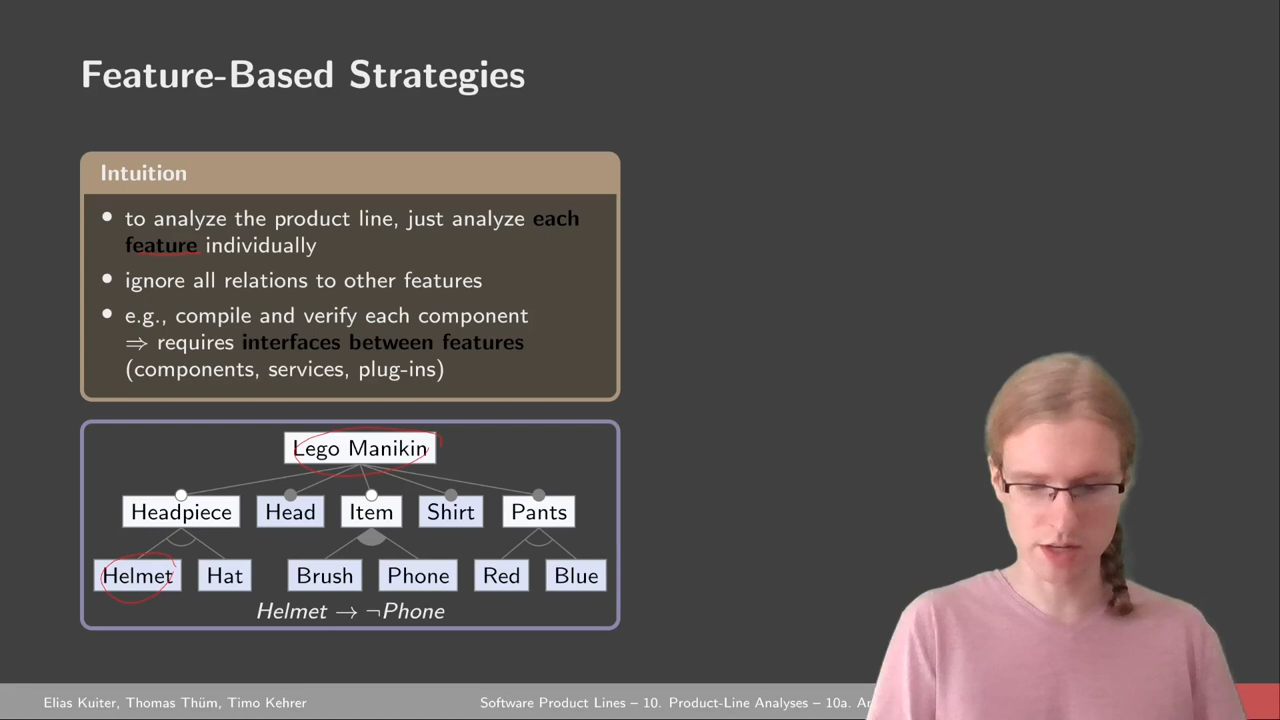 Feature-Based Strategies
Intuition
• to analyze the product line, just analyze each
feature individually
• ignore all relations to other features
• e.g., compile and verify each component
⇒ requires interfaces between features
(components, services, plug-ins)
Lego Manikin
Headpiece Head Item Shirt Pants
Helmet Hat Brush Phone Red Blue
Helmet → ¬Phone
Elias Kuiter, Thomas Thüm, Timo Kehrer
Software Product Lines – 10. Product-Line Analyses – 10a.